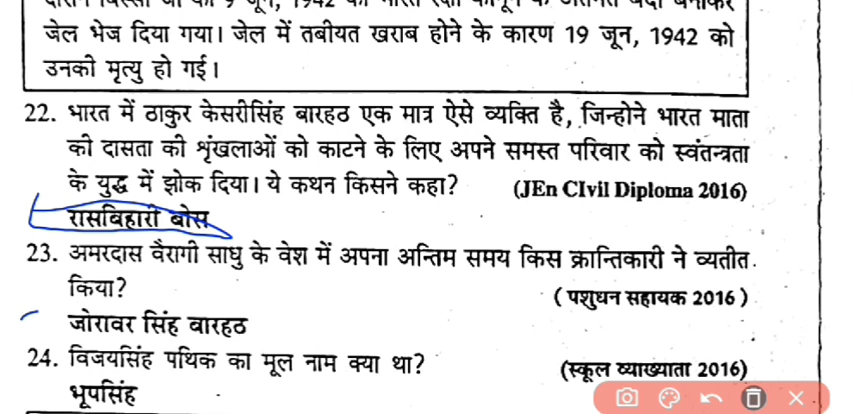 जेल भेज दिया गया। जेल में तबीयत खराब होने के कारण 19 जून, 1942 को
उनकी मृत्यु हो गई।
22. भारत में ठाकुर केसरीसिंह बारहठ एक मात्र ऐसे व्यक्ति है, जिन्होने भारत माता
की दासता की शृंखलाओं को काटने के लिए अपने समस्त परिवार को स्वंतन्त्रता
के युद्ध में झोक दिया। ये कथन किसने कहा? (JEn CIvil Diploma 2016)
रासबिहारी बोस
23. अमरदास वैरागी साधु के वेश में अपना अन्तिम समय किस क्रान्तिकारी ने व्यतीत
किया? ( पशुधन सहायक 2016 )
जोरावर सिंह बारहठ
24. विजयसिंह पथिक का मूल नाम क्या था? (स्कूल व्याख्याता 2016)
भूपसिंह